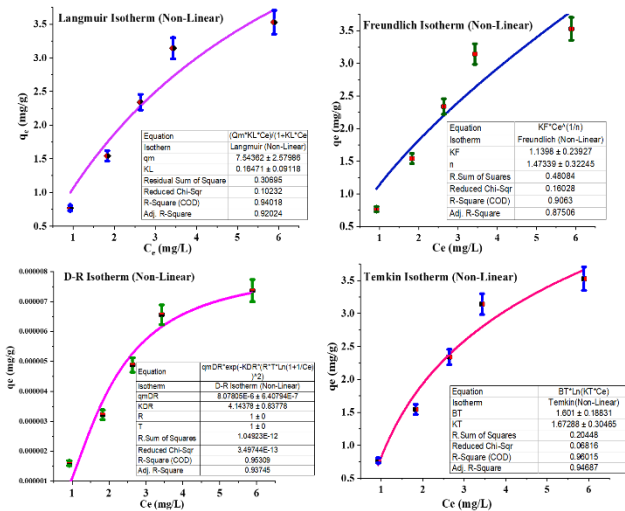 Langmuir Isotherm (Non-Linear)
3.5
3.0
2.5
2.0
1.5
1.0
0.5
qe (mg/g)
Equation (Qm*KL*Ce)/(1+KL*Ce
Isotherm Langmuir (Non-Linear)
qm 7.54362 ± 2.57986
KL 0.16471 ± 0.09118
Residual Sum of Square 0.30695
Reduced Chi-Sqr 0.10232
R-Square (COD) 0.94018
Adj. R-Square 0.92024
1 2 3 4 5 6
Ce (mg/L)
Freundlich Isotherm (Non-Linear)
3.5
3.0
2.5
2.0
1.5
1.0
0.5
qe (mg/g)
Equation KF*Ce^(1/n)
Isotherm Freundlich (Non-Linear)
KF 1.1398 ± 0.23927
n 1.47339 ± 0.32245
R.Sum of Suares 0.48084
Reduced Chi-Sqr 0.16028
R-Square (COD) 0.9063
Adj. R-Square 0.87506
1 2 3 4 5 6
Ce (mg/L)
D-R Isotherm (Non-Linear)
0.000008
0.000007
0.000006
0.000005
0.000004
0.000003
0.000002
0.000001
qe (mg/g)
Equation qmDR*exp(-KDR*(R*T*Ln(1+1/Ce)
)^2)
Isotherm D-R Isotherm (Non-Linear)
qmDR 8.07805E-6 ± 6.40794E-7
KDR 4.14378 ± 0.83778
R 1 ± 0
T 1 ± 0
R.Sum of Squares 1.04923E-12
Reduced Chi-Sqr 3.49744E-13
R-Square (COD) 0.95309
Adj. R-Square 0.93745
1 2 3 4 5 6
Ce (mg/L)
Temkin Isotherm (Non-Linear)
3.5
3.0
2.5
2.0
1.5
1.0
0.5
qe (mg/g)
Equation BT*Ln(KT*Ce)
Isotherm Temkin(Non-Linear)
BT 1.601 ± 0.18831
KT 1.67288 ± 0.30465
R.Sum of Squares 0.20448
Reduced Chi-Sqr 0.06816
R-Square (COD) 0.96015
Adj. R-Square 0.94687
1 2 3 4 5 6
Ce (mg/L)